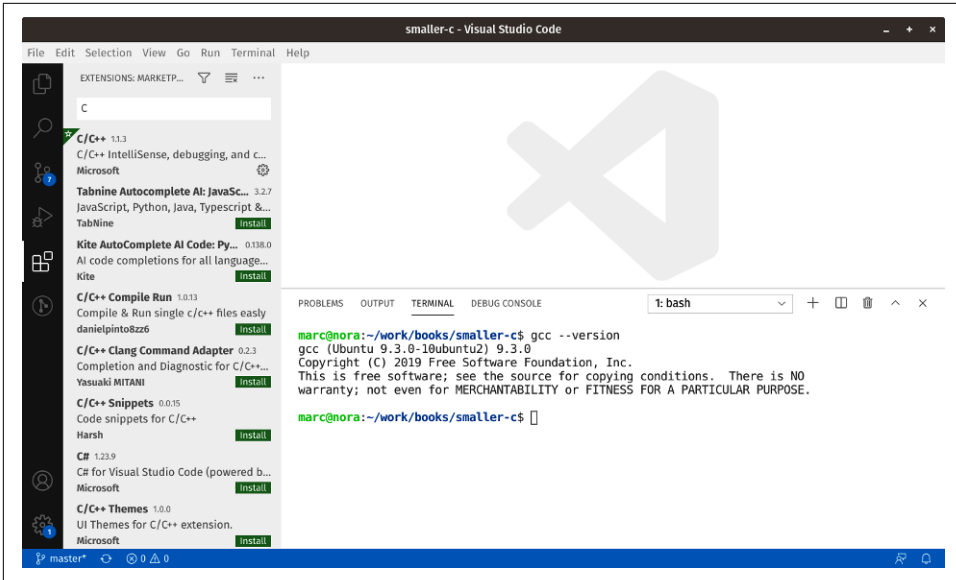 smaller-c - Visual Studio Code
File Edit Selection View Go Run Terminal Help
EXTENSIONS: MARKETP...
C
C/C++ 1.1.3
C/C++ IntelliSense, debugging, and c...
Microsoft
Tabnine Autocomplete AI: JavaSc... 3.2.7
JavaScript, Python, Java, Typescript &...
TabNine Install
Kite AutoComplete AI Code: Py... 0.138.0
AI code completions for all language...
Kite Install
C/C++ Compile Run 1.0.13
Compile & Run single c/c++ files easly
danielpinto8zz6 Install
C/C++ Clang Command Adapter 0.2.3
Completion and Diagnostic for C/C++...
Yasuaki MITANI Install
C/C++ Snippets 0.0.15
Code snippets for C/C++
Harsh Install
C# 1.23.9
C# for Visual Studio Code (powered b...
Microsoft Install
C/C++ Themes 1.0.0
UI Themes for C/C++ extension.
Microsoft Install
7
1
PROBLEMS OUTPUT TERMINAL DEBUG CONSOLE 1: bash
marc@nora:~/work/books/smaller-c$ gcc --version
gcc (Ubuntu 9.3.0-10ubuntu2) 9.3.0
Copyright (C) 2019 Free Software Foundation, Inc.
This is free software; see the source for copying conditions.  There is NO
warranty; not even for MERCHANTABILITY or FITNESS FOR A PARTICULAR PURPOSE.
marc@nora:~/work/books/smaller-c$
master* 0 0